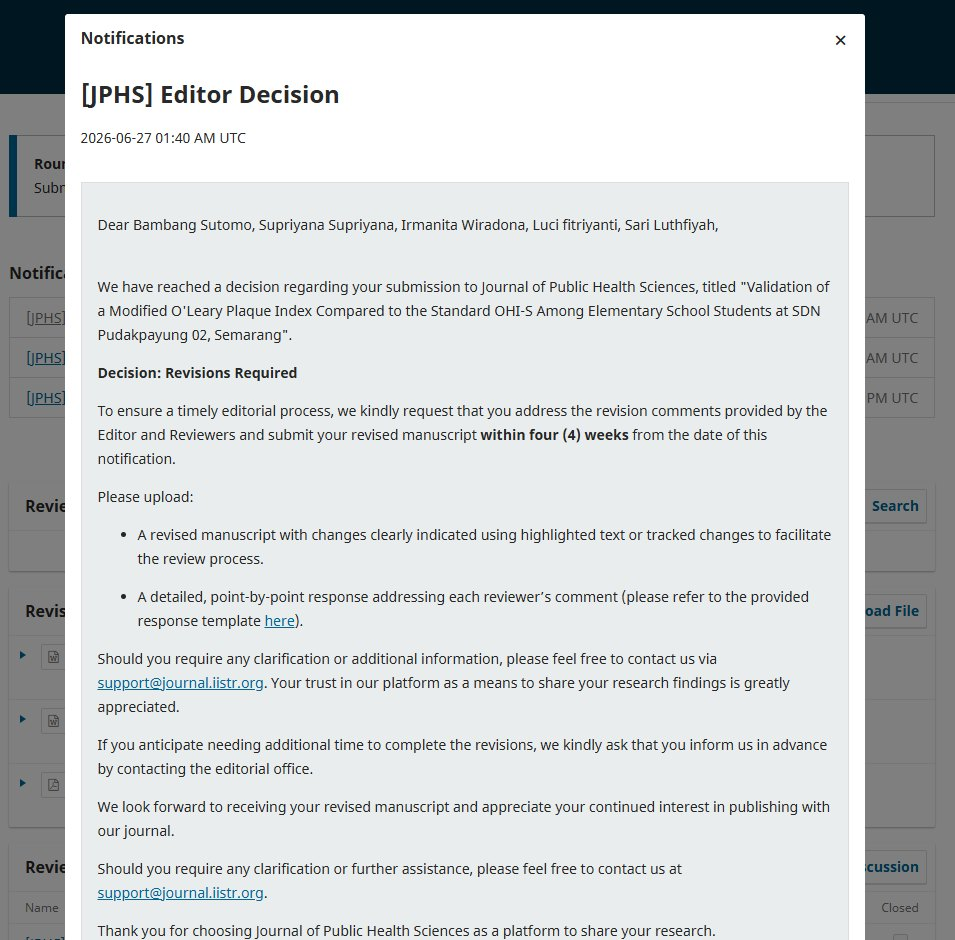 Notifications
×
[JPHS] Editor Decision
2026-06-27 01:40 AM UTC
Dear Bambang Sutomo, Supriyana Supriyana, Irmanita Wiradona, Luci fitriyanti, Sari Luthfiyah,
We have reached a decision regarding your submission to Journal of Public Health Sciences, titled "Validation of
a Modified O'Leary Plaque Index Compared to the Standard OHI-S Among Elementary School Students at SDN
Pudakpayung 02, Semarang".
Decision: Revisions Required
To ensure a timely editorial process, we kindly request that you address the revision comments provided by the
Editor and Reviewers and submit your revised manuscript within four (4) weeks from the date of this
notification.
Please upload:
• A revised manuscript with changes clearly indicated using highlighted text or tracked changes to facilitate
the review process.
• A detailed, point-by-point response addressing each reviewer’s comment (please refer to the provided
response template here).
Should you require any clarification or additional information, please feel free to contact us via
support@journal.iistr.org. Your trust in our platform as a means to share your research findings is greatly
appreciated.
If you anticipate needing additional time to complete the revisions, we kindly ask that you inform us in advance
by contacting the editorial office.
We look forward to receiving your revised manuscript and appreciate your continued interest in publishing with
our journal.
Should you require any clarification or further assistance, please feel free to contact us at
support@journal.iistr.org.
Thank you for choosing Journal of Public Health Sciences as a platform to share your research.
[JPHS]
AM UTC
[JPHS]
AM UTC
[JPHS]
PM UTC
Search
File
Name
Closed